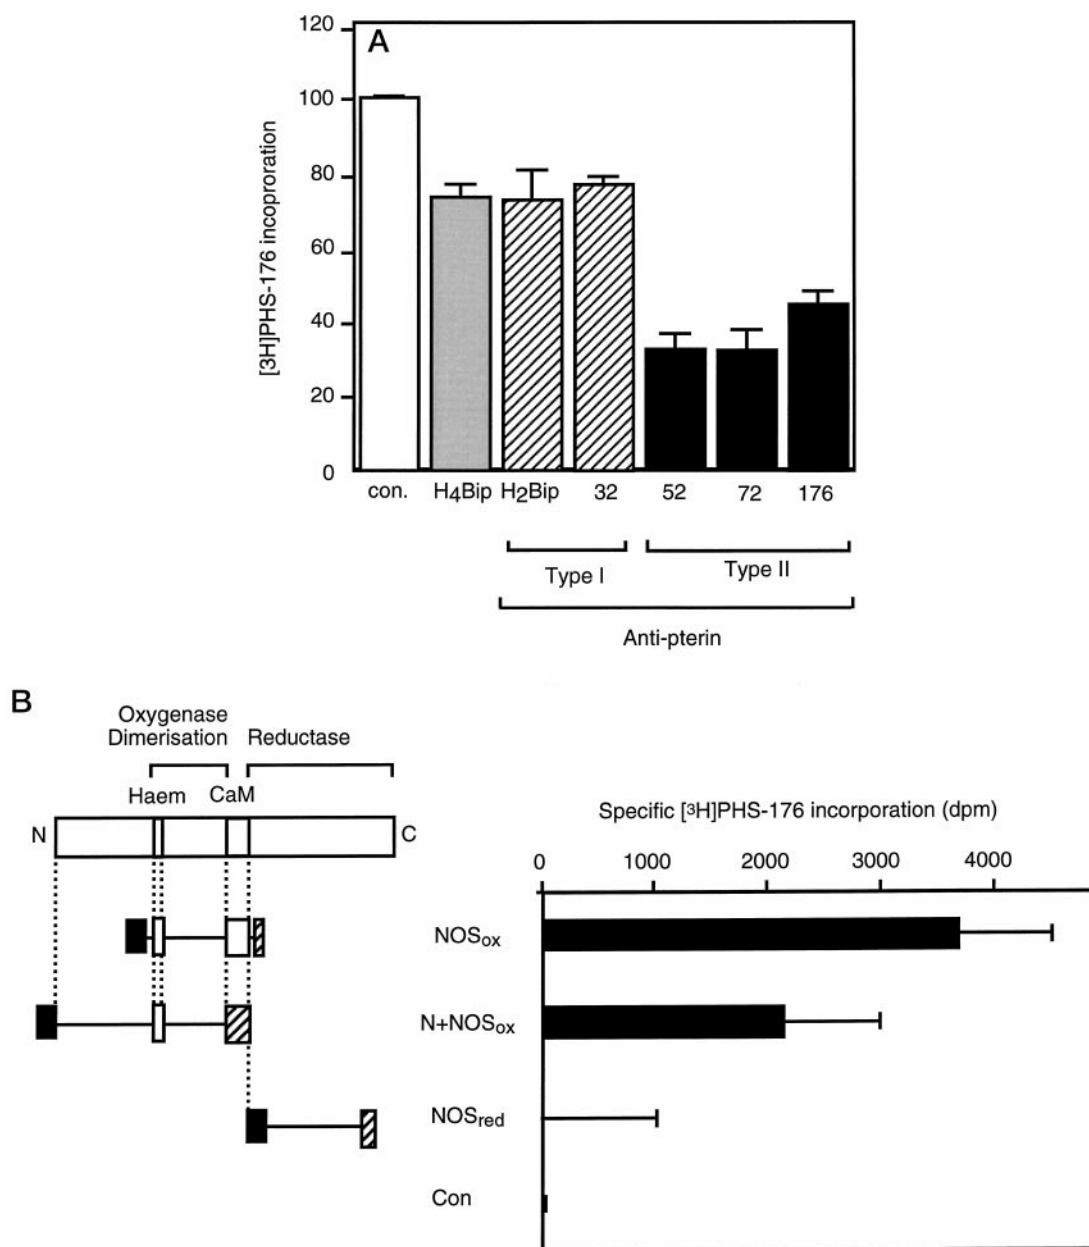 A
120
100
80
60
40
20
0
[3H]PHS-176 incoproration
con. H4Bip H2Bip 32 52 72 176
Type I Type II
Anti-pterin
B
Oxygenase
Dimerisation Reductase
Haem CaM
N C
Specific [3H]PHS-176 incorporation (dpm)
0 1000 2000 3000 4000
NOSox
N+NOSox
NOSred
Con